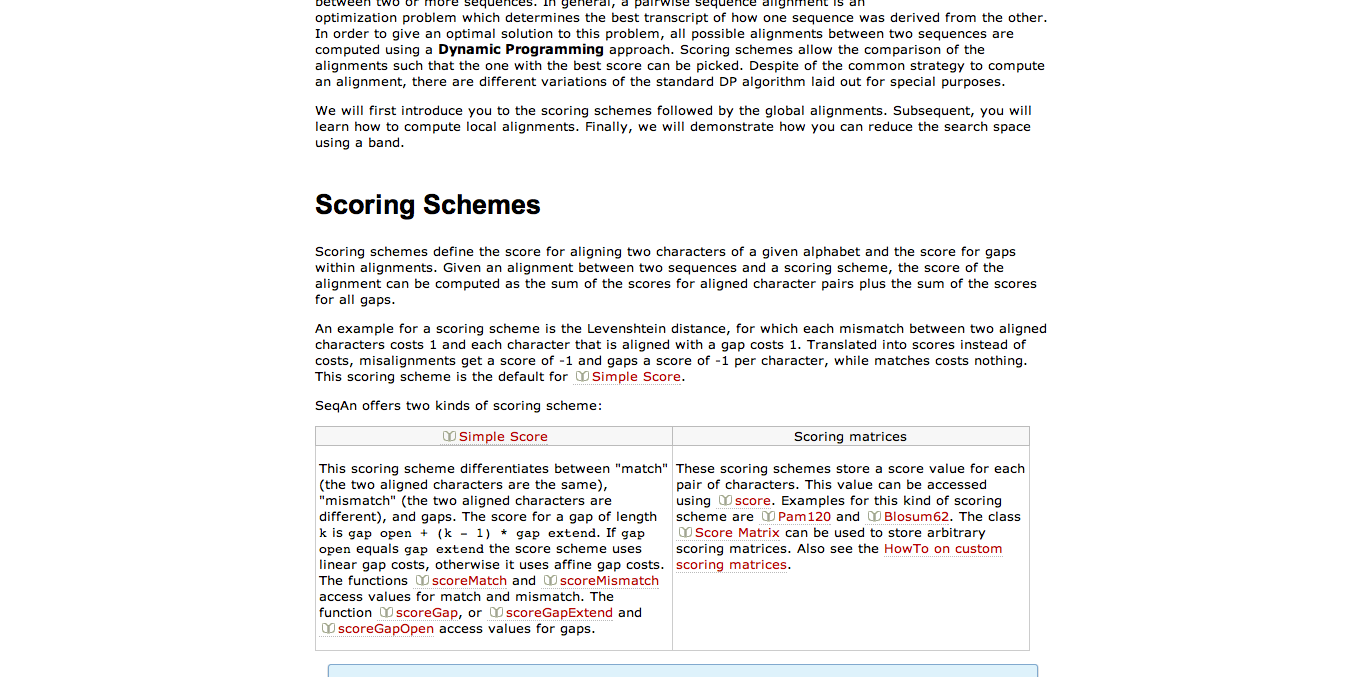 between two or more sequences. In general, a pairwise sequence alignment is an
optimization problem which determines the best transcript of how one sequence was derived from the other.
In order to give an optimal solution to this problem, all possible alignments between two sequences are
computed using a Dynamic Programming approach. Scoring schemes allow the comparison of the
alignments such that the one with the best score can be picked. Despite of the common strategy to compute
an alignment, there are different variations of the standard DP algorithm laid out for special purposes.
We will first introduce you to the scoring schemes followed by the global alignments. Subsequent, you will
learn how to compute local alignments. Finally, we will demonstrate how you can reduce the search space
using a band.
Scoring Schemes
Scoring schemes define the score for aligning two characters of a given alphabet and the score for gaps
within alignments. Given an alignment between two sequences and a scoring scheme, the score of the
alignment can be computed as the sum of the scores for aligned character pairs plus the sum of the scores
for all gaps.
An example for a scoring scheme is the Levenshtein distance, for which each mismatch between two aligned
characters costs 1 and each character that is aligned with a gap costs 1. Translated into scores instead of
costs, misalignments get a score of -1 and gaps a score of -1 per character, while matches costs nothing.
This scoring scheme is the default for Simple Score.
SeqAn offers two kinds of scoring scheme:
Simple Score
This scoring scheme differentiates between "match"
(the two aligned characters are the same),
"mismatch" (the two aligned characters are
different), and gaps. The score for a gap of length
k is gap open + (k - 1) * gap extend. If gap
open equals gap extend the score scheme uses
linear gap costs, otherwise it uses affine gap costs.
The functions scoreMatch and scoreMismatch
access values for match and mismatch. The
function scoreGap, or scoreGapExtend and
scoreGapOpen access values for gaps.
Scoring matrices
These scoring schemes store a score value for each
pair of characters. This value can be accessed
using score. Examples for this kind of scoring
scheme are Pam120 and Blosum62. The class
Score Matrix can be used to store arbitrary
scoring matrices. Also see the HowTo on custom
scoring matrices.